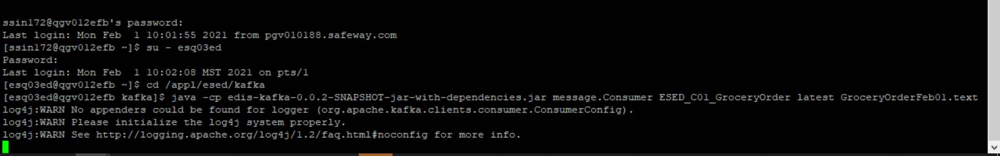 ssin172@qgv012efb's password:
Last login: Mon Feb  1 10:01:55 2021 from pgv010188.safeway.com
[ssin172@qgv012efb ~]$ su - esq03ed
Password:
Last login: Mon Feb  1 10:02:08 MST 2021 on pts/1
[esq03ed@qgv012efb ~]$ cd /appl/esed/kafka
[esq03ed@qgv012efb kafka]$ java -cp edis-kafka-0.0.2-SNAPSHOT-jar-with-dependencies.jar message.Consumer ESED_C01_GroceryOrder latest GroceryOrderFeb01.text
log4j:WARN No appenders could be found for logger (org.apache.kafka.clients.consumer.ConsumerConfig).
log4j:WARN Please initialize the log4j system properly.
log4j:WARN See http://logging.apache.org/log4j/1.2/faq.html#noconfig for more info.